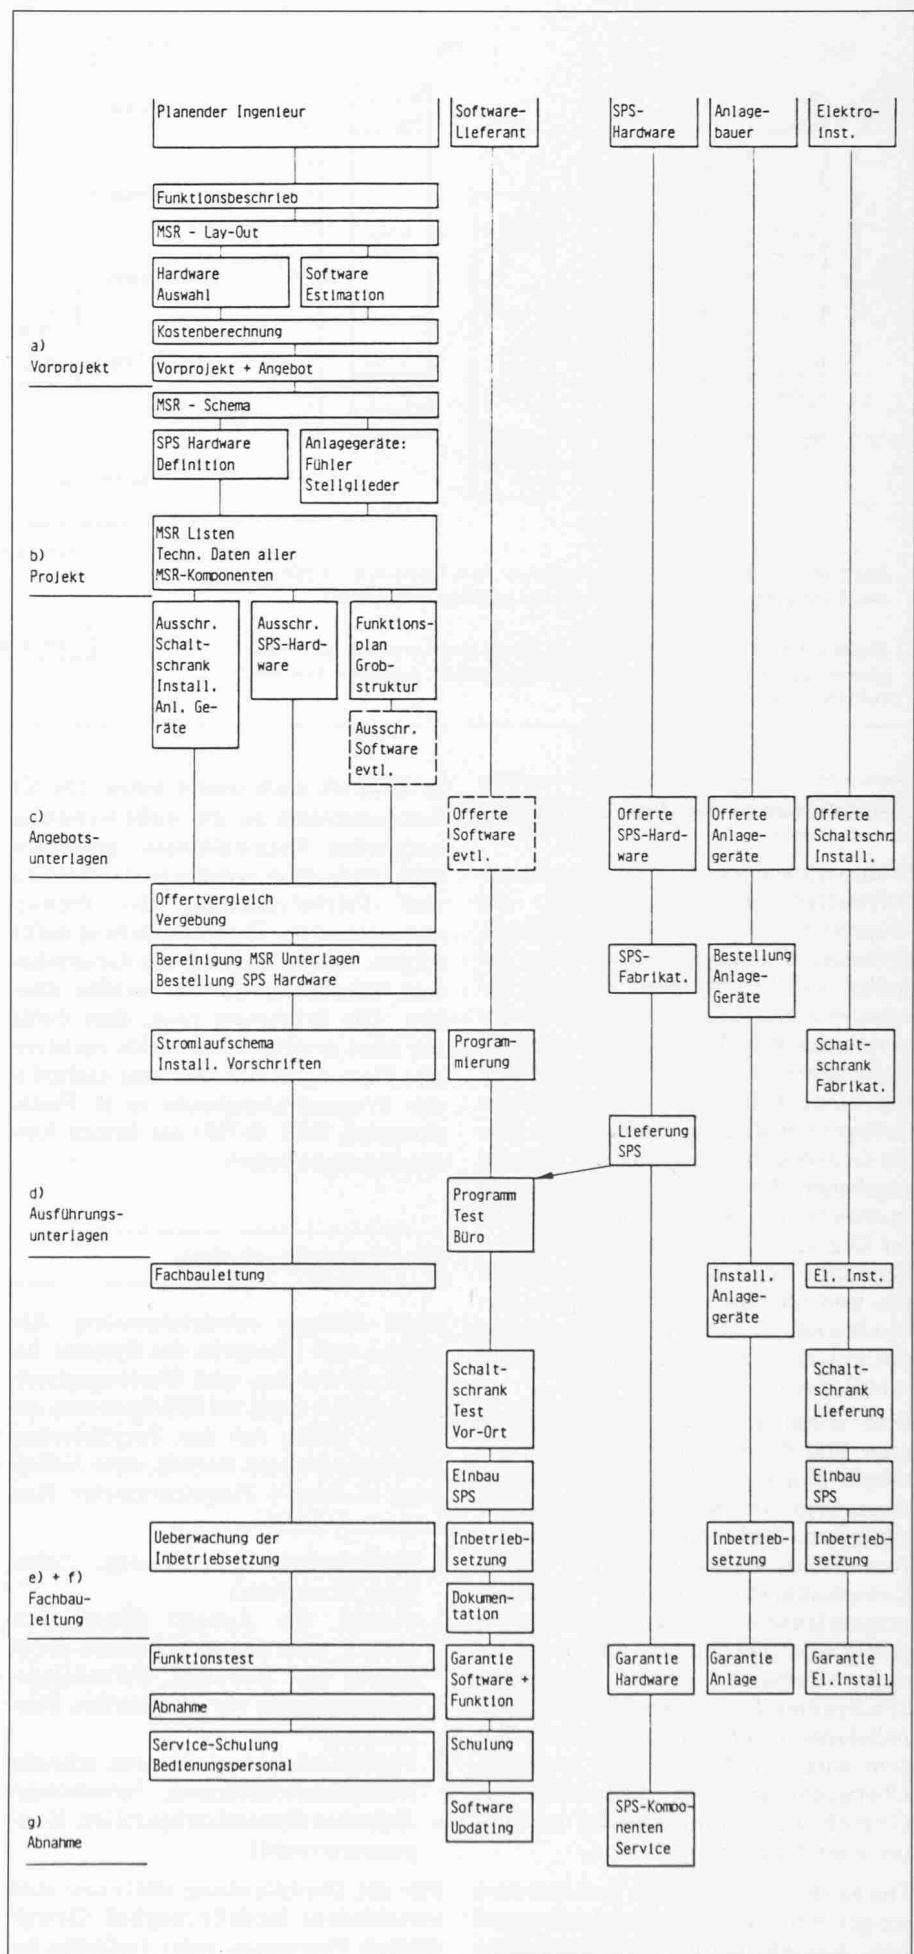 Planender Ingenieur
Software-
Lieferant
SPS-
Hardware
Anlage-
bauer
Elektro-
Inst.
Funktionsbeschrieb
MSR - Lay-Out
Hardware
Auswahl
Software
Estimation
Kostenberechnung
a)
Vorprojekt
Vorprojekt + Angebot
MSR - Schema
SPS Hardware
Definition
Anlagegeräte:
Fühler
Stellglieder
MSR Listen
Techn. Daten aller
MSR-Komponenten
b)
Projekt
Ausschr.
Schalt-
schrank
Install.
Anl. Ge-
räte
Ausschr.
SPS-Hard-
ware
Funktions-
plan
Grob-
struktur
Ausschr.
Software
evtl.
c)
Angebots-
unterlagen
Offerte
Software
evtl.
Offerte
SPS-Hard-
ware
Offerte
Anlage-
geräte
Offerte
Schaltschr.
Install.
Offertvergleich
Vergebung
Bereinigung MSR Unterlagen
Bestellung SPS Hardware
SPS-
Fabrikat.
Bestellung
Anlage-
Geräte
Stromlaufschema
Install. Vorschriften
Program-
mierung
Schalt-
schrank
Fabrikat.
Lieferung
SPS
d)
Ausführungs-
unterlagen
Programm
Test
Büro
Fachbauleitung
Install.
Anlage-
geräte
El. Inst.
Schalt-
schrank
Test
Vor-Ort
Schalt-
schrank
Lieferung
Einbau
SPS
Einbau
SPS
Ueberwachung der
Inbetriebsetzung
Inbetrieb-
setzung
Inbetrieb-
setzung
Inbetrieb-
setzung
e) + f)
Fachbau-
leitung
Dokumen-
tation
Funktionstest
Garantie
Software +
Funktion
Garantie
Hardware
Garantie
Anlage
Garantie
El.Install.
Abnahme
Service-Schulung
Bedienungspersonal
Schulung
g)
Abnahme
Software
Updating
SPS-Kompo-
nenten
Service